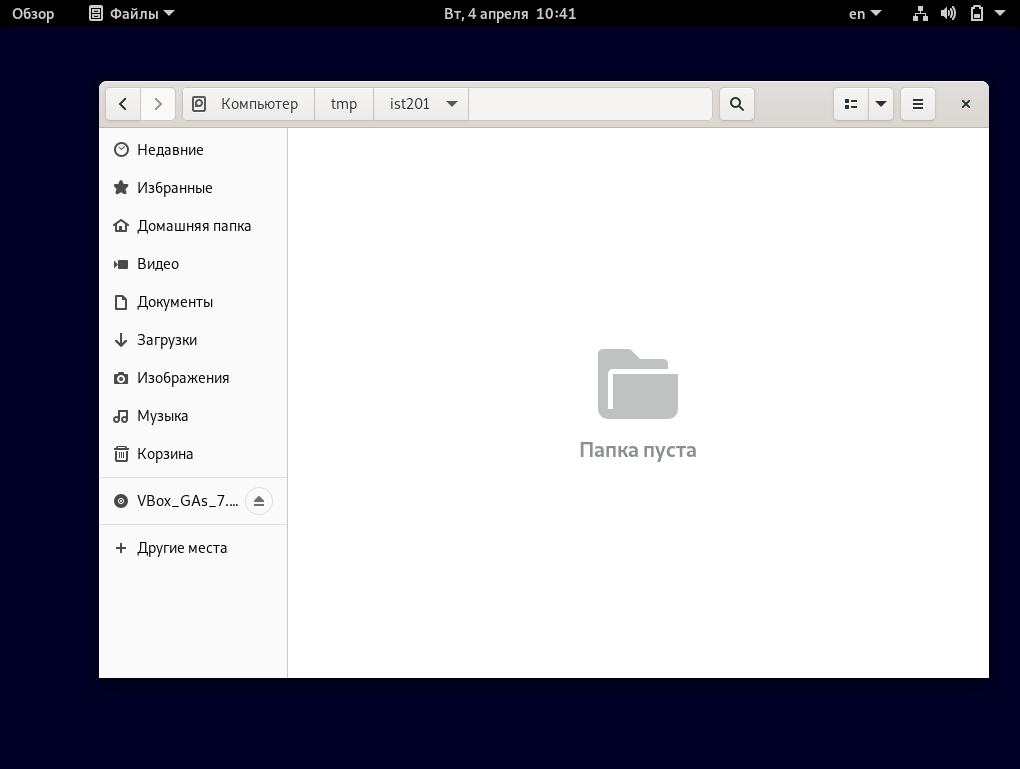 Обзор Файлы Вт, 4 апреля 10:41 en
Компьютер tmp ist201
Недавние
Избранные
Домашняя папка
Видео
Документы
Загрузки
Изображения
Музыка
Корзина
VBox_GAs_7....
Другие места
Папка пуста